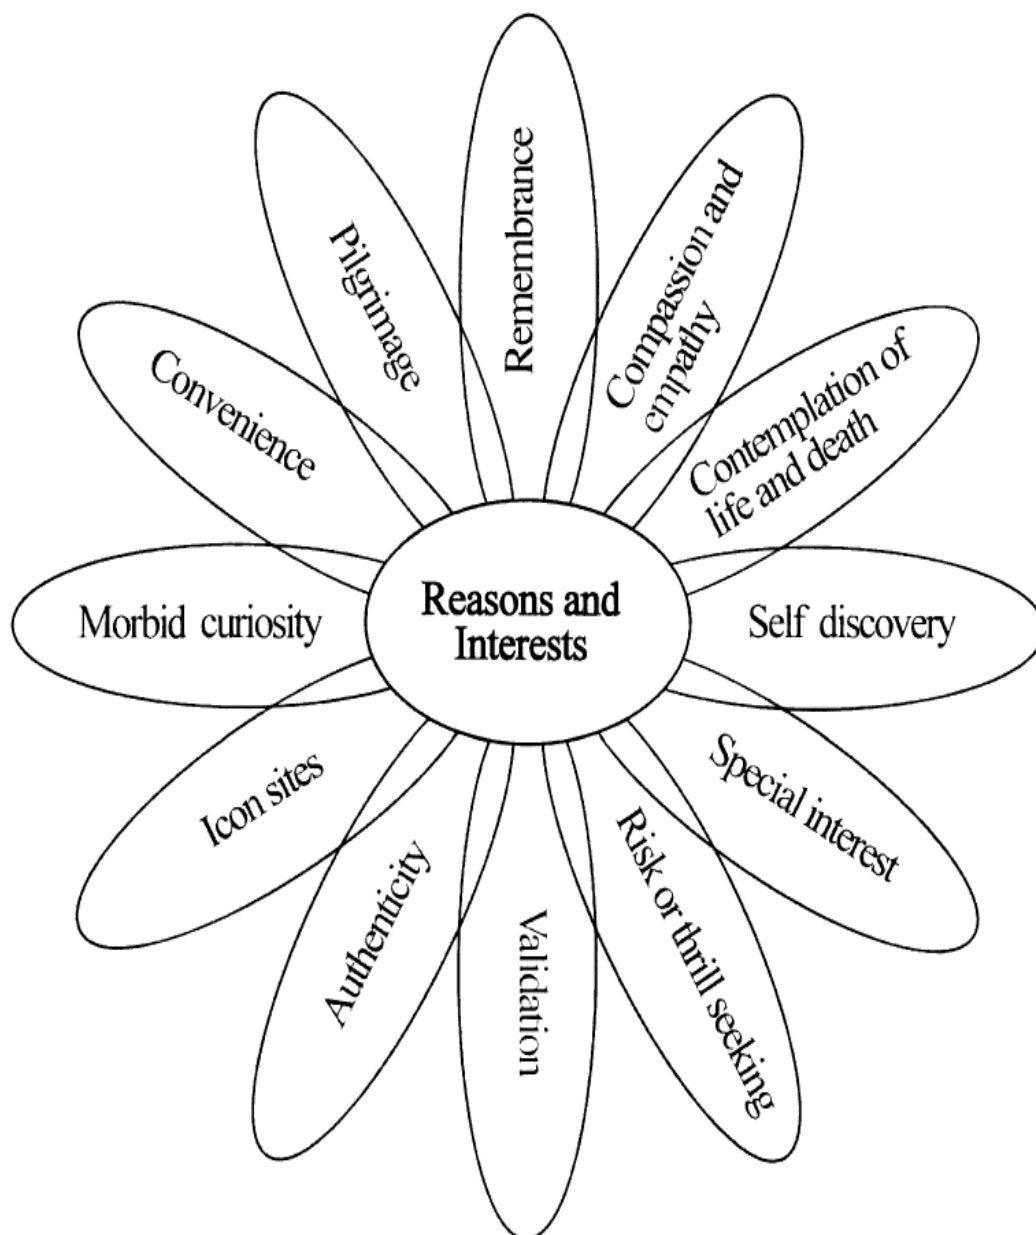 Remembrance
Compassion and
empathy
Contemplation of
life and death
Self discovery
Special interest
Risk or thrill seeking
Validation
Authenticity
Icon sites
Morbid curiosity
Convenience
Pilgrimage
Reasons and
Interests